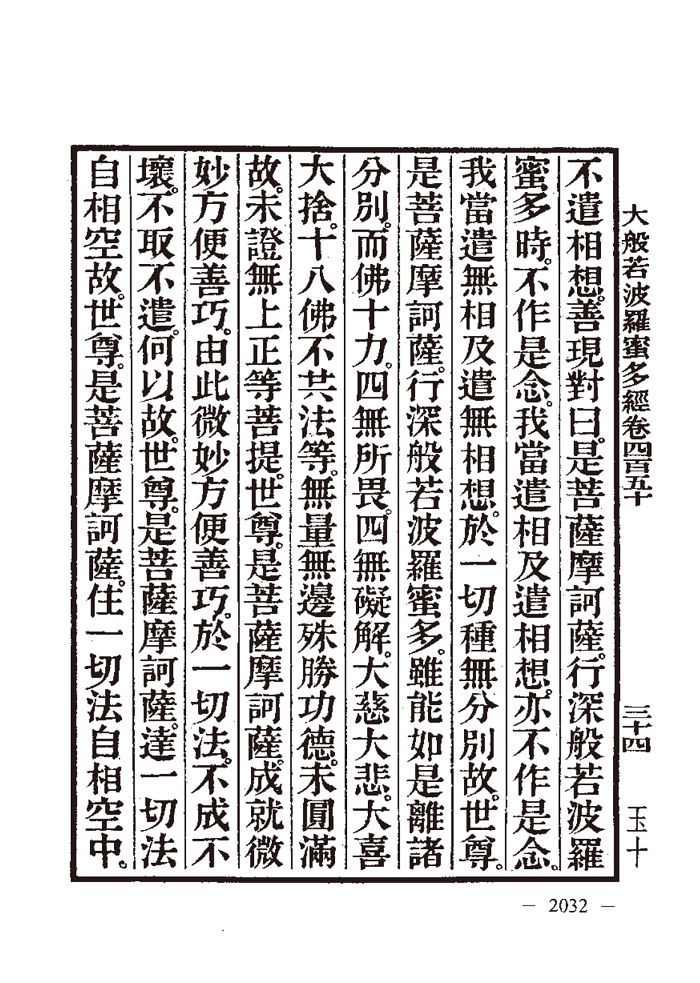 大般若波羅蜜多經卷四百五十　三十四　玉十
不遣相想。善現對曰。是菩薩摩訶薩。行深般若波羅
蜜多時。不作是念。我當遣相及遣相想。亦不作是念。
我當遣無相及遣無相想。於一切種無分別故。世尊。
是菩薩摩訶薩。行深般若波羅蜜多。雖能如是離諸
分別。而佛十力。四無所畏。四無礙解。大慈大悲。大喜
大捨。十八佛不共法等。無量無邊殊勝功德。未圓滿
故。未證無上正等菩提。世尊。是菩薩摩訶薩。成就微
妙方便善巧。由此微妙方便善巧。於一切法。不成不
壞。不取不遣。何以故。世尊。是菩薩摩訶薩。達一切法
自相空故。世尊。是菩薩摩訶薩。住一切法自相空中。
— 2032 —